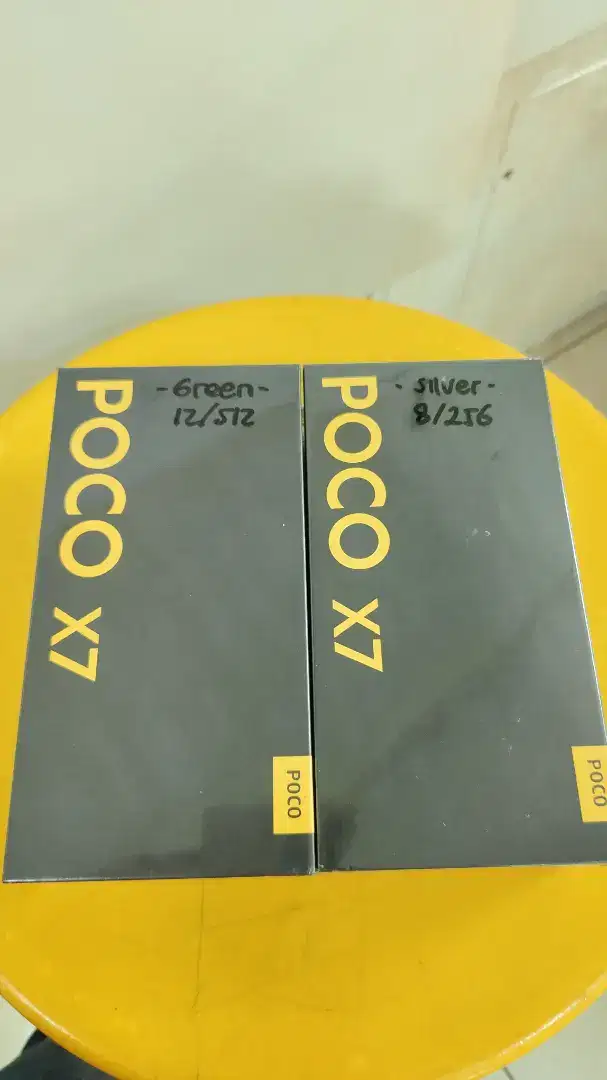 -Green-
12/512
POCO X7
POCO
- silver -
8/256
POCO X7
POCO